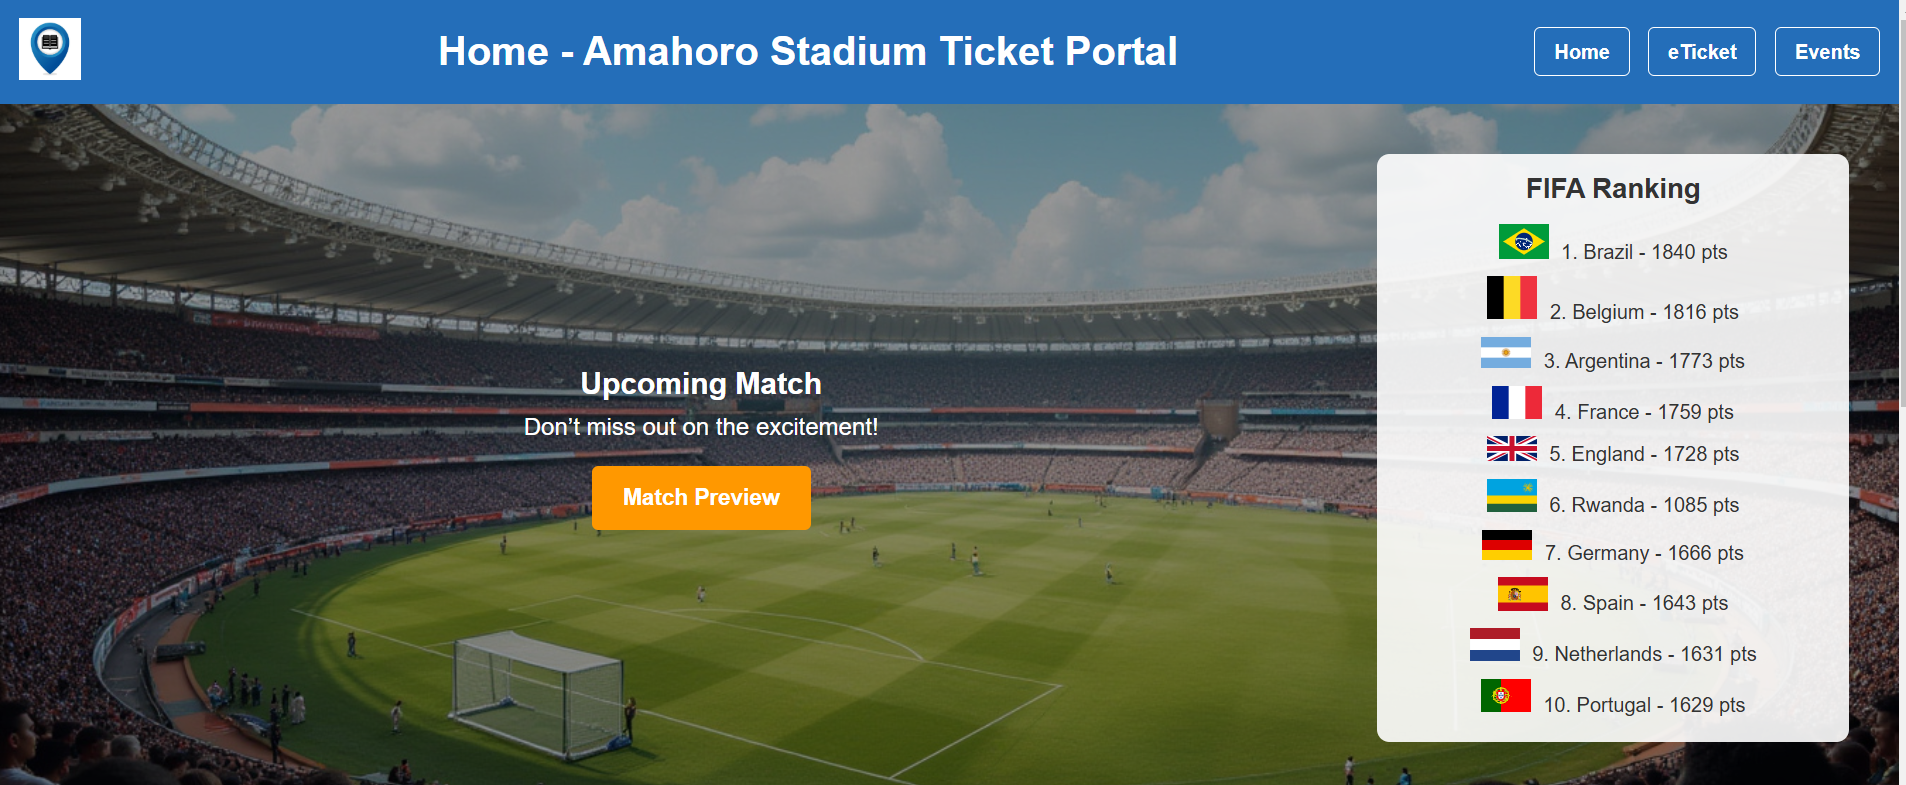 Home - Amahoro Stadium Ticket Portal
Home
eTicket
Events
Upcoming Match
Don’t miss out on the excitement!
Match Preview
FIFA Ranking
1. Brazil - 1840 pts
2. Belgium - 1816 pts
3. Argentina - 1773 pts
4. France - 1759 pts
5. England - 1728 pts
6. Rwanda - 1085 pts
7. Germany - 1666 pts
8. Spain - 1643 pts
9. Netherlands - 1631 pts
10. Portugal - 1629 pts